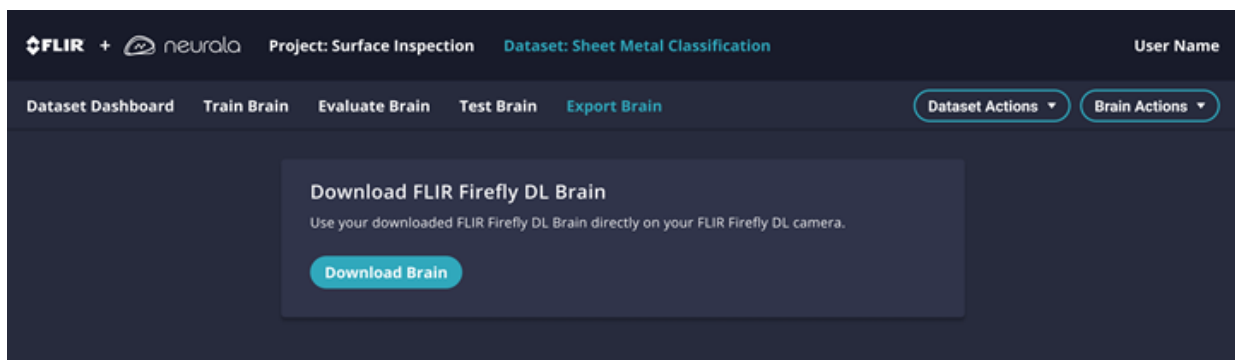 FLIR + neurala Project: Surface Inspection Dataset: Sheet Metal Classification User Name
Dataset Dashboard Train Brain Evaluate Brain Test Brain Export Brain Dataset Actions Brain Actions
Download FLIR Firefly DL Brain
Use your downloaded FLIR Firefly DL Brain directly on your FLIR Firefly DL camera.
Download Brain